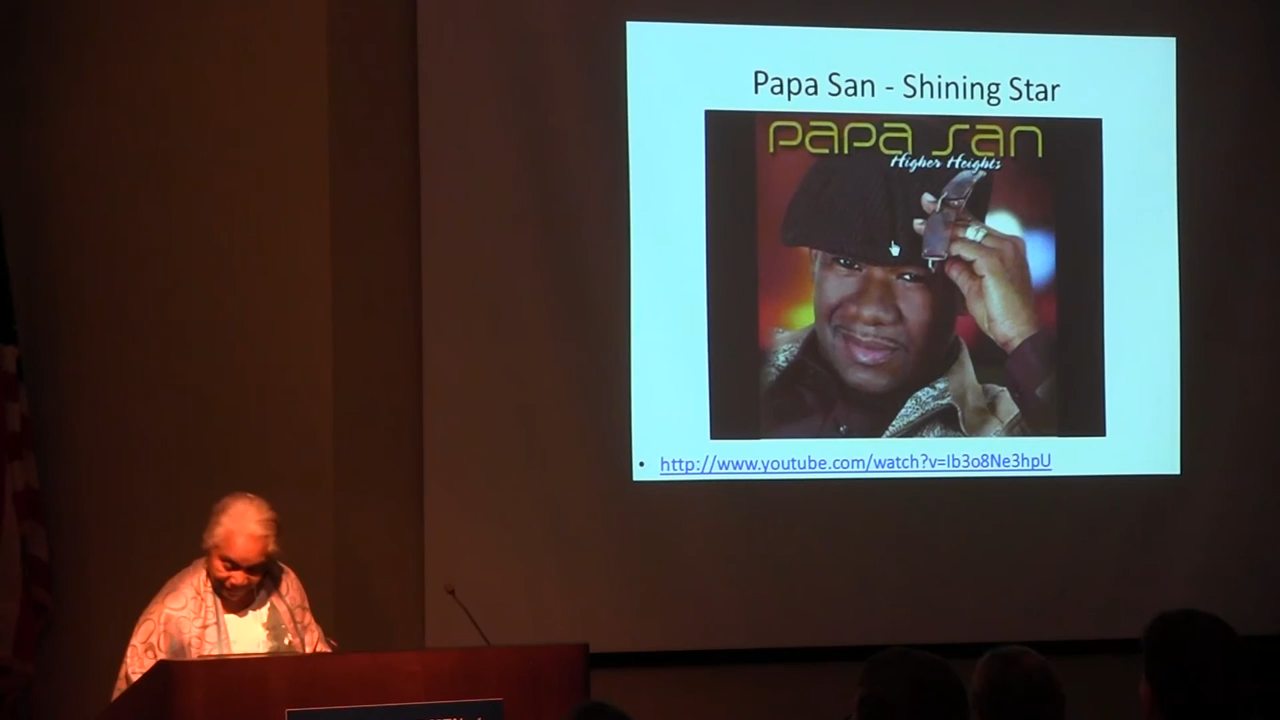 Papa San - Shining Star
papa san
Higher Heights
• http://www.youtube.com/watch?v=Ib3o8Ne3hpU